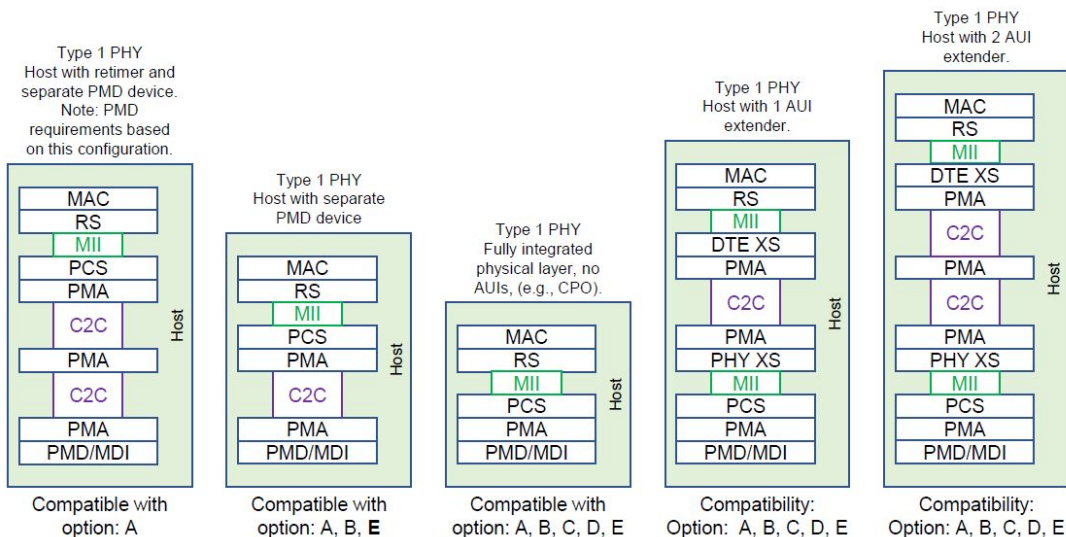 Type 1 PHY
Host with retimer and
separate PMD device.
Note: PMD
requirements based
on this configuration.
MAC
RS
MII
PCS
PMA
C2C
PMA
C2C
PMA
PMD/MDI
Host
Compatible with
option: A
Type 1 PHY
Host with separate
PMD device
MAC
RS
MII
PCS
PMA
C2C
PMA
PMD/MDI
Host
Compatible with
option: A, B, E
Type 1 PHY
Fully integrated
physical layer, no
AUIs, (e.g., CPO).
MAC
RS
MII
PCS
PMA
PMD/MDI
Host
Compatible with
option: A, B, C, D, E
Type 1 PHY
Host with 1 AUI
extender.
MAC
RS
MII
DTE XS
PMA
C2C
PMA
PHY XS
MII
PCS
PMA
PMD/MDI
Host
Compatibility:
Option: A, B, C, D, E
Type 1 PHY
Host with 2 AUI
extender.
MAC
RS
MII
DTE XS
PMA
C2C
PMA
C2C
PMA
PHY XS
MII
PCS
PMA
PMD/MDI
Host
Compatibility:
Option: A, B, C, D, E